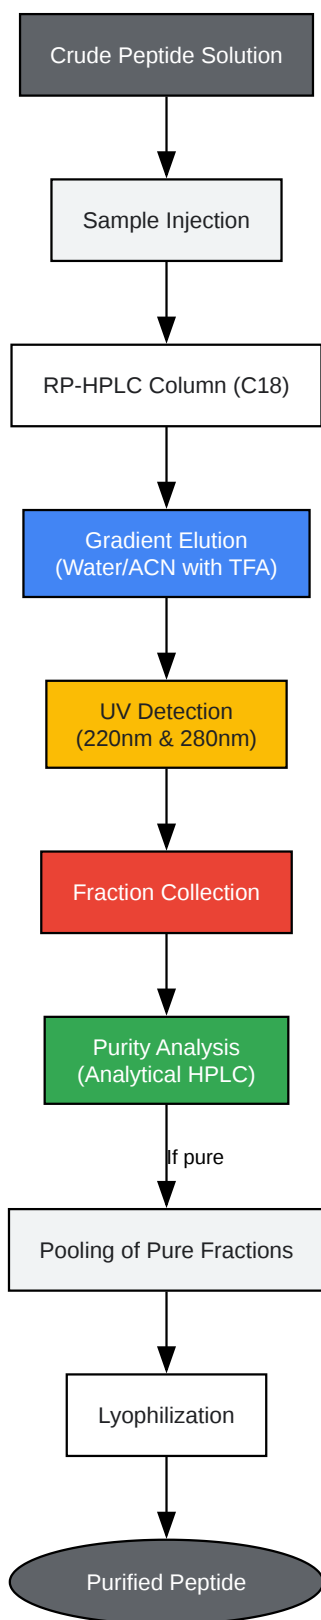 Crude Peptide Solution
Sample Injection
RP-HPLC Column (C18)
Gradient Elution
(Water/ACN with TFA)
UV Detection
(220nm & 280nm)
Fraction Collection
Purity Analysis
(Analytical HPLC)
If pure
Pooling of Pure Fractions
Lyophilization
Purified Peptide